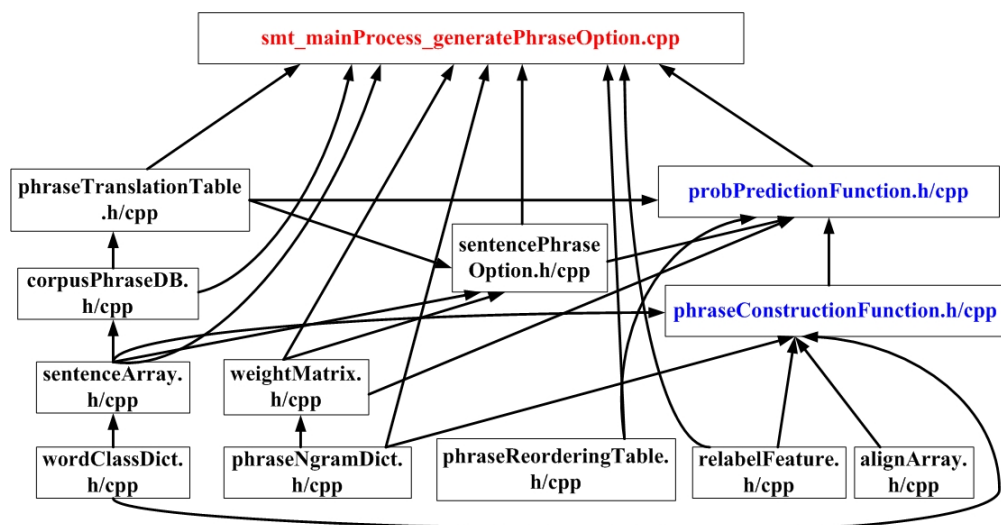 smt_mainProcess_generatePhraseOption.cpp
phraseTranslationTable
.h/cpp
probPredictionFunction.h/cpp
sentencePhrase
Option.h/cpp
corpusPhraseDB.
h/cpp
phraseConstructionFunction.h/cpp
sentenceArray.
h/cpp
weightMatrix.
h/cpp
wordClassDict.
h/cpp
phraseNgramDict.
h/cpp
phraseReorderingTable.
h/cpp
relabelFeature.
h/cpp
alignArray.
h/cpp